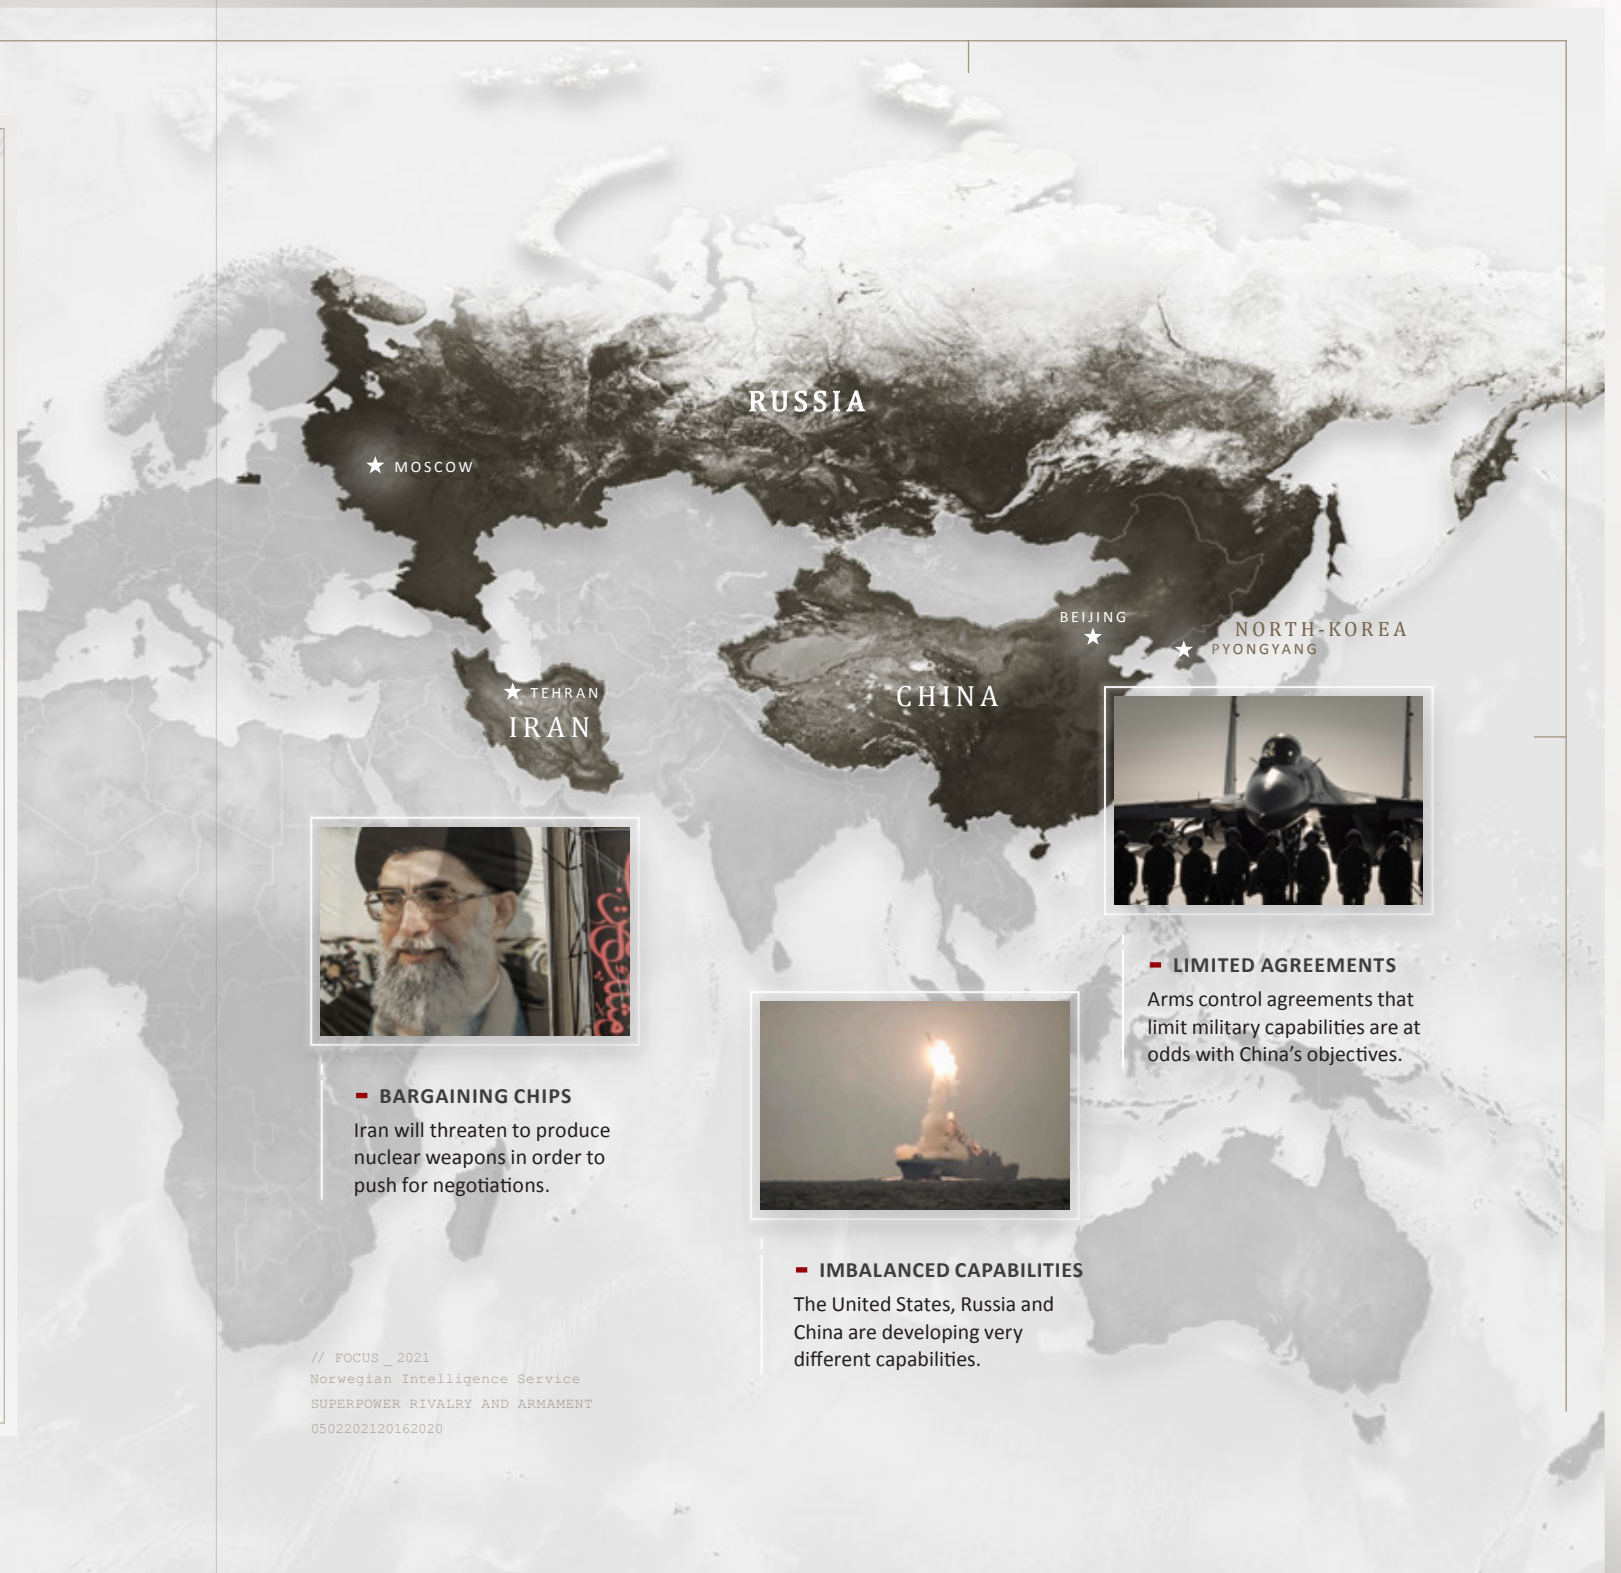 RUSSIA
MOSCOW
BEIJING
NORTH-KOREA
PYONGYANG
TEHRAN
IRAN
CHINA
LIMITED AGREEMENTS
Arms control agreements that
limit military capabilities are at
odds with China’s objectives.
- BARGAINING CHIPS
Iran will threaten to produce
nuclear weapons in order to
push for negotiations.
- IMBALANCED CAPABILITIES
The United States, Russia and
China are developing very
different capabilities.
// FOCUS _ 2021
Norwegian Intelligence Service
SUPERPOWER RIVALRY AND ARMAMENT
0502202120162020